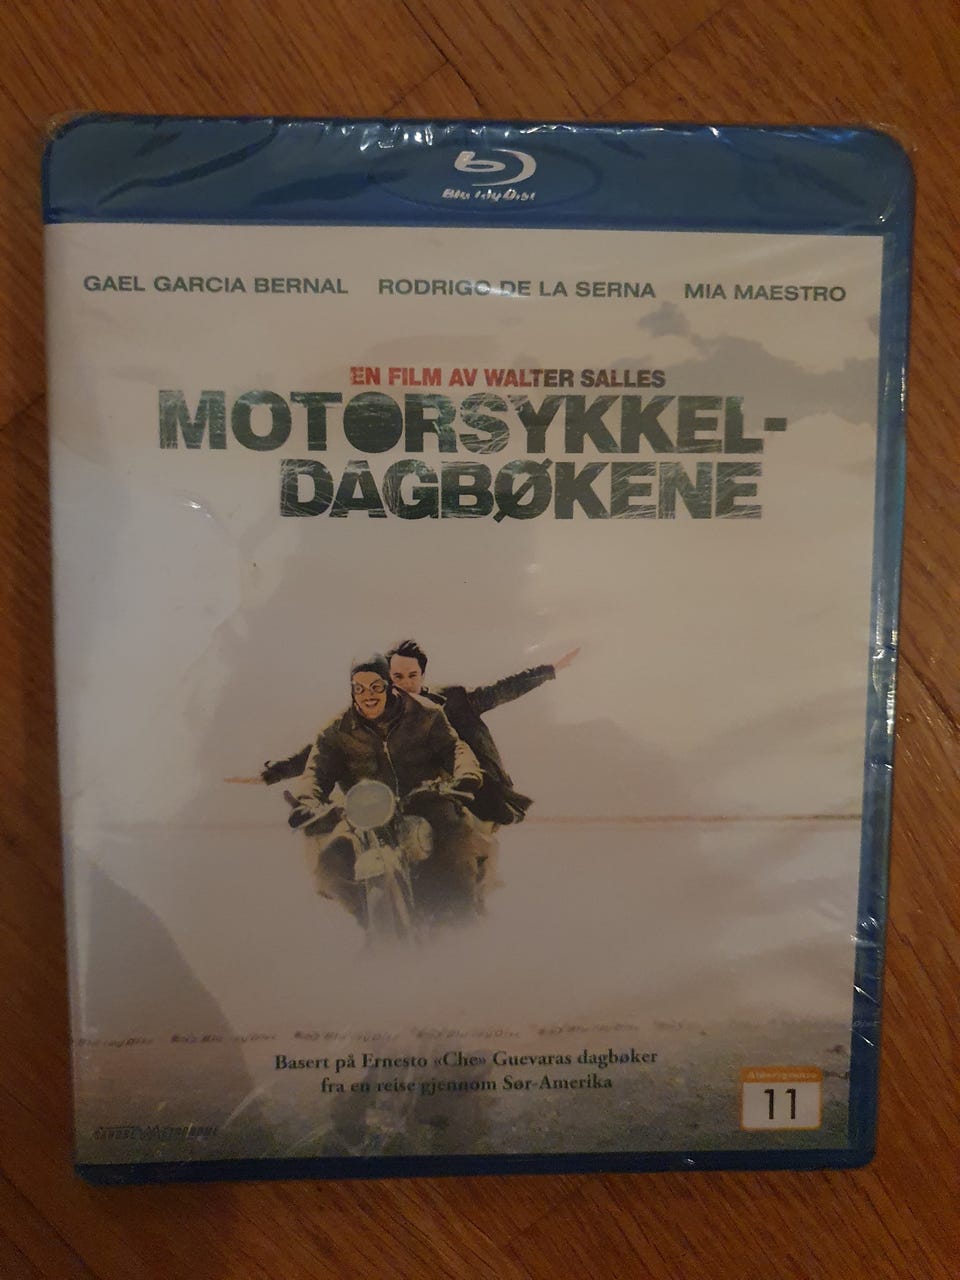 Blu-ray Disc
GAEL GARCIA BERNAL RODRIGO DE LA SERNA MIA MAESTRO
EN FILM AV WALTER SALLES
MOTORSYKKEL-
DAGBØKENE
Basert på Ernesto «Che» Guevaras dagbøker
fra en reise gjennom Sør-Amerika
Aldersgrense
11